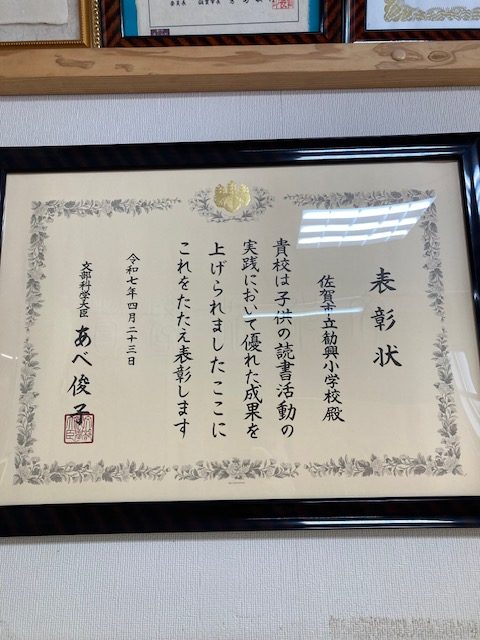 表彰状
佐賀市立勧興小学校殿
貴校は子供の読書活動の
実践において優れた成果を
上げられましたここに
これをたたえ表彰します
令和七年四月二十三日
文部科学大臣 あべ俊子